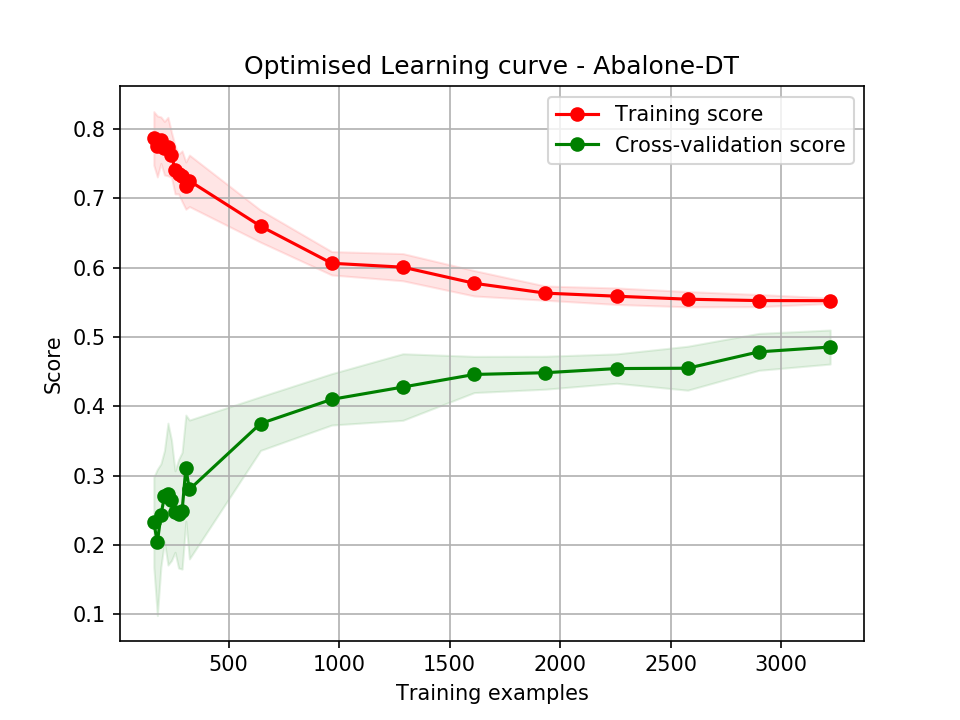 Optimised Learning curve - Abalone-DT
Training score
Cross-validation score
0.8
0.7
0.6
0.5
0.4
0.3
0.2
0.1
Score
500 1000 1500 2000 2500 3000
Training examples